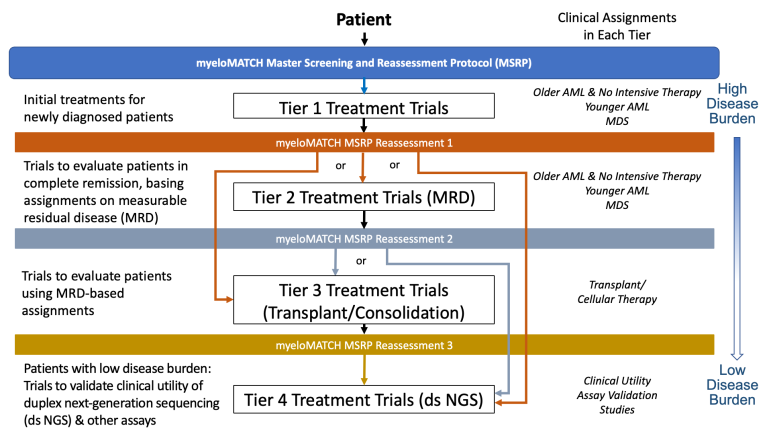 Patient
Clinical Assignments
in Each Tier
myeloMATCH Master Screening and Reassessment Protocol (MSRP)
Initial treatments for
newly diagnosed patients
Tier 1 Treatment Trials
Older AML & No Intensive Therapy
Younger AML
MDS
High
Disease
Burden
myeloMATCH MSRP Reassessment 1
Trials to evaluate patients in
complete remission, basing
assignments on measurable
residual disease (MRD)
or
or
Tier 2 Treatment Trials (MRD)
Older AML & No Intensive Therapy
Younger AML
MDS
myeloMATCH MSRP Reassessment 2
or
Trials to evaluate patients
using MRD-based
assignments
Tier 3 Treatment Trials
(Transplant/Consolidation)
Transplant/
Cellular Therapy
myeloMATCH MSRP Reassessment 3
Patients with low disease burden:
Trials to validate clinical utility of
duplex next-generation sequencing
(ds NGS) & other assays
Tier 4 Treatment Trials (ds NGS)
Clinical Utility
Assay Validation
Studies
Low
Disease
Burden